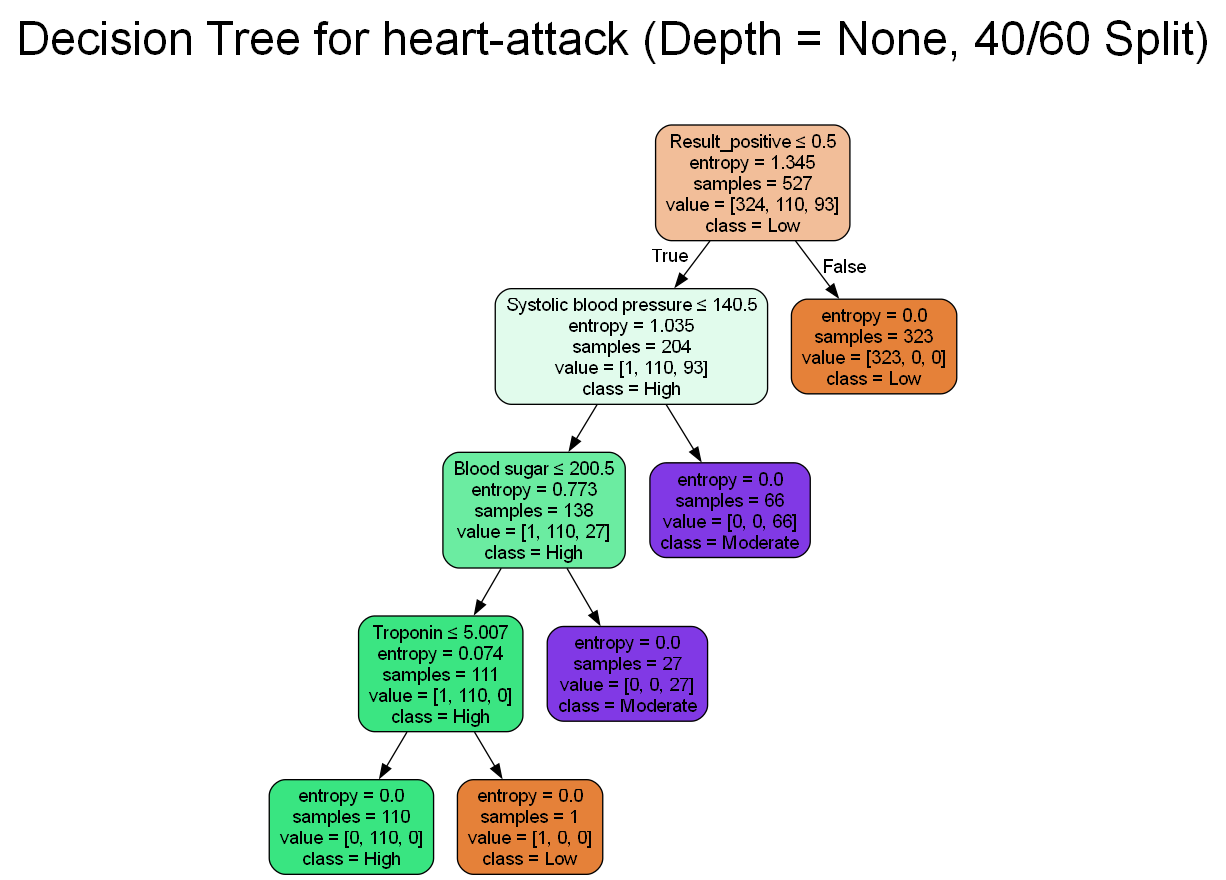 Decision Tree for heart-attack (Depth = None, 40/60 Split)
Result_positive ≤ 0.5
entropy = 1.345
samples = 527
value = [324, 110, 93]
class = Low
True
False
Systolic blood pressure ≤ 140.5
entropy = 1.035
samples = 204
value = [1, 110, 93]
class = High
entropy = 0.0
samples = 323
value = [323, 0, 0]
class = Low
Blood sugar ≤ 200.5
entropy = 0.773
samples = 138
value = [1, 110, 27]
class = High
entropy = 0.0
samples = 66
value = [0, 0, 66]
class = Moderate
Troponin ≤ 5.007
entropy = 0.074
samples = 111
value = [1, 110, 0]
class = High
entropy = 0.0
samples = 27
value = [0, 0, 27]
class = Moderate
entropy = 0.0
samples = 110
value = [0, 110, 0]
class = High
entropy = 0.0
samples = 1
value = [1, 0, 0]
class = Low